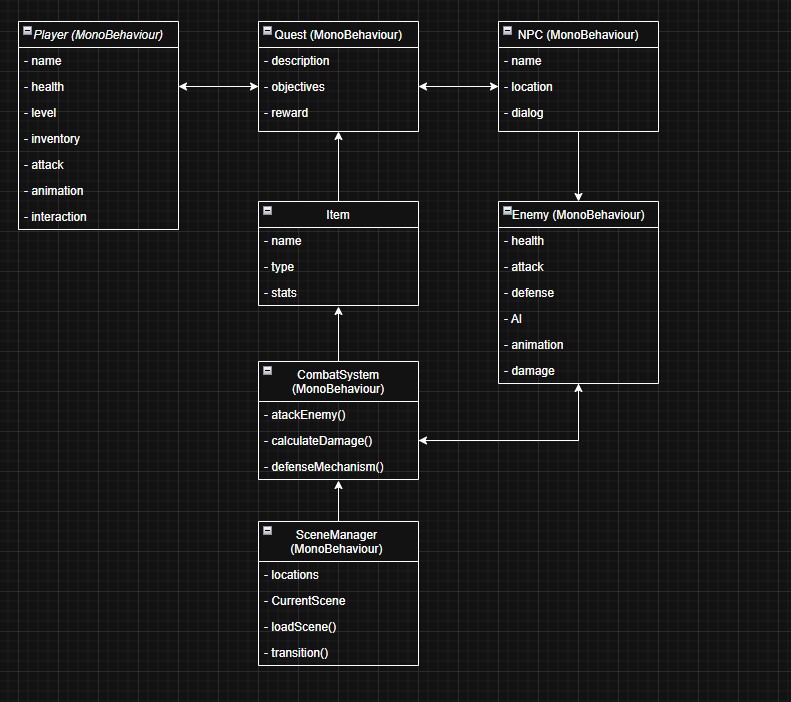 Player (MonoBehaviour)
- name
- health
- level
- inventory
- attack
- animation
- interaction
Quest (MonoBehaviour)
- description
- objectives
- reward
NPC (MonoBehaviour)
- name
- location
- dialog
Item
- name
- type
- stats
Enemy (MonoBehaviour)
- health
- attack
- defense
- AI
- animation
- damage
CombatSystem
(MonoBehaviour)
- atackEnemy()
- calculateDamage()
- defenseMechanism()
SceneManager
(MonoBehaviour)
- locations
- CurrentScene
- loadScene()
- transition()